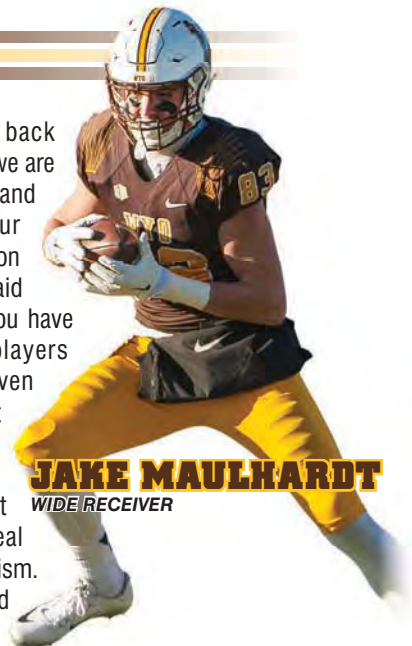 back
we are
and
ur
on
aid
ou have
players
ven
t
t
eal
ism.
d
WYO
83
WYO
JAKE MAULHARDT
WIDE RECEIVER